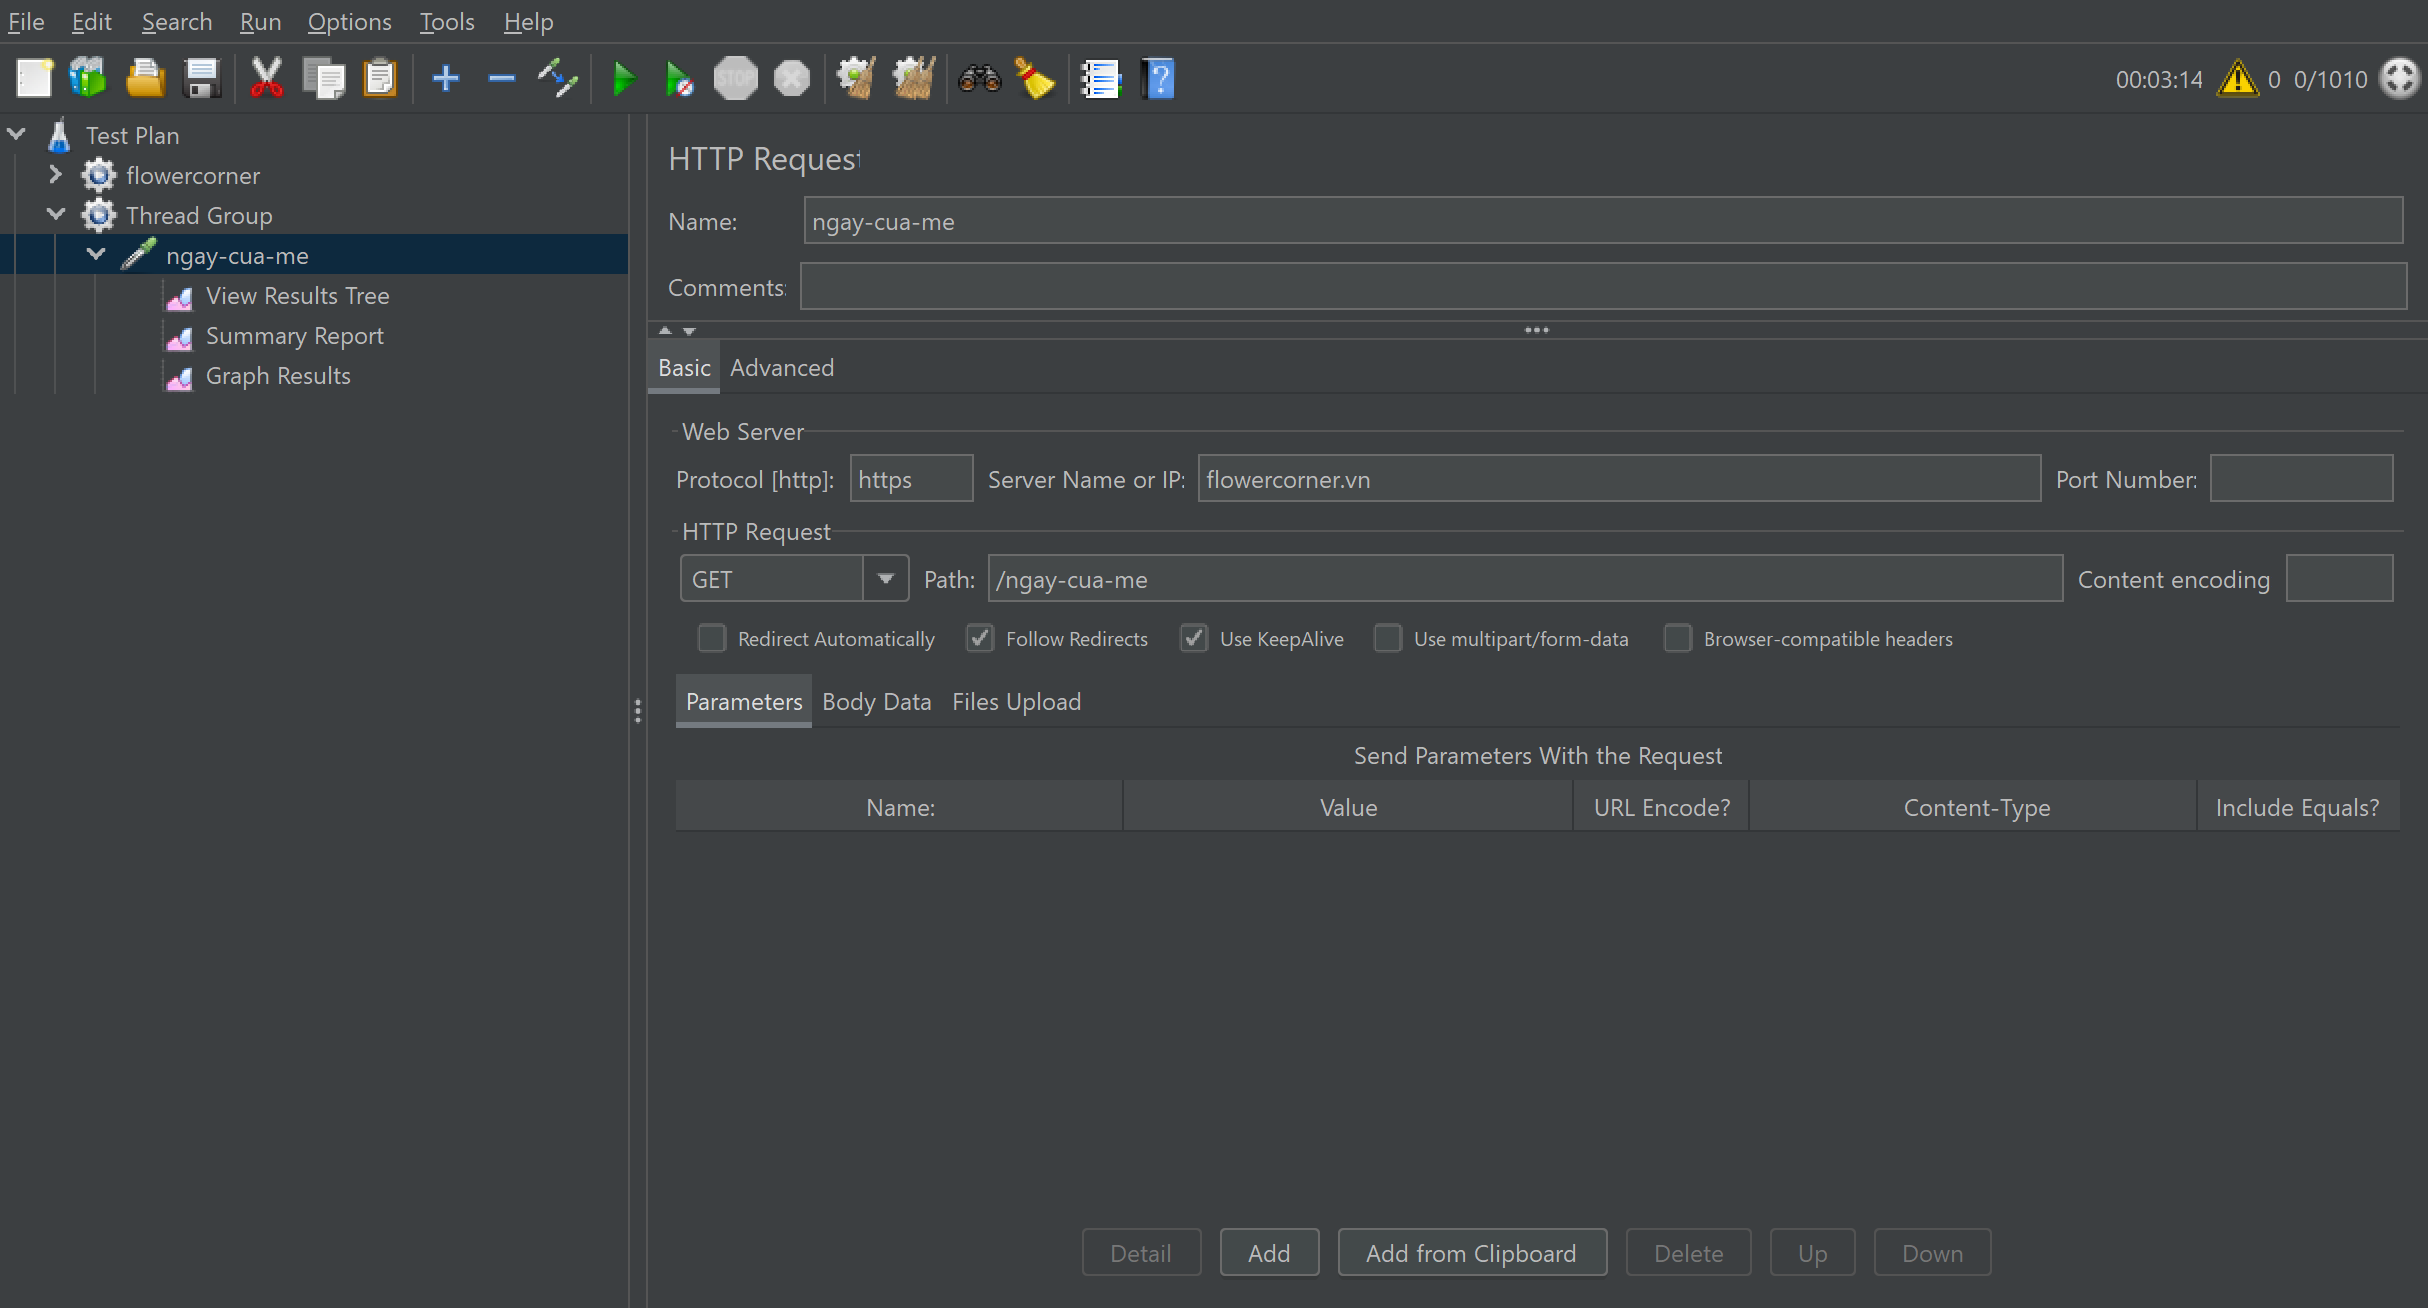 File Edit Search Run Options Tools Help
STOP
00:03:14 0 0/1010
Test Plan
flowercorner
Thread Group
ngay-cua-me
View Results Tree
Summary Report
Graph Results
HTTP Request
Name: ngay-cua-me
Comments:
Basic Advanced
Web Server
Protocol [http]: https Server Name or IP: flowercorner.vn Port Number:
HTTP Request
GET Path: /ngay-cua-me Content encoding
Redirect Automatically Follow Redirects Use KeepAlive Use multipart/form-data Browser-compatible headers
Parameters Body Data Files Upload
Send Parameters With the Request
Name: Value URL Encode? Content-Type Include Equals?
Detail Add Add from Clipboard Delete Up Down